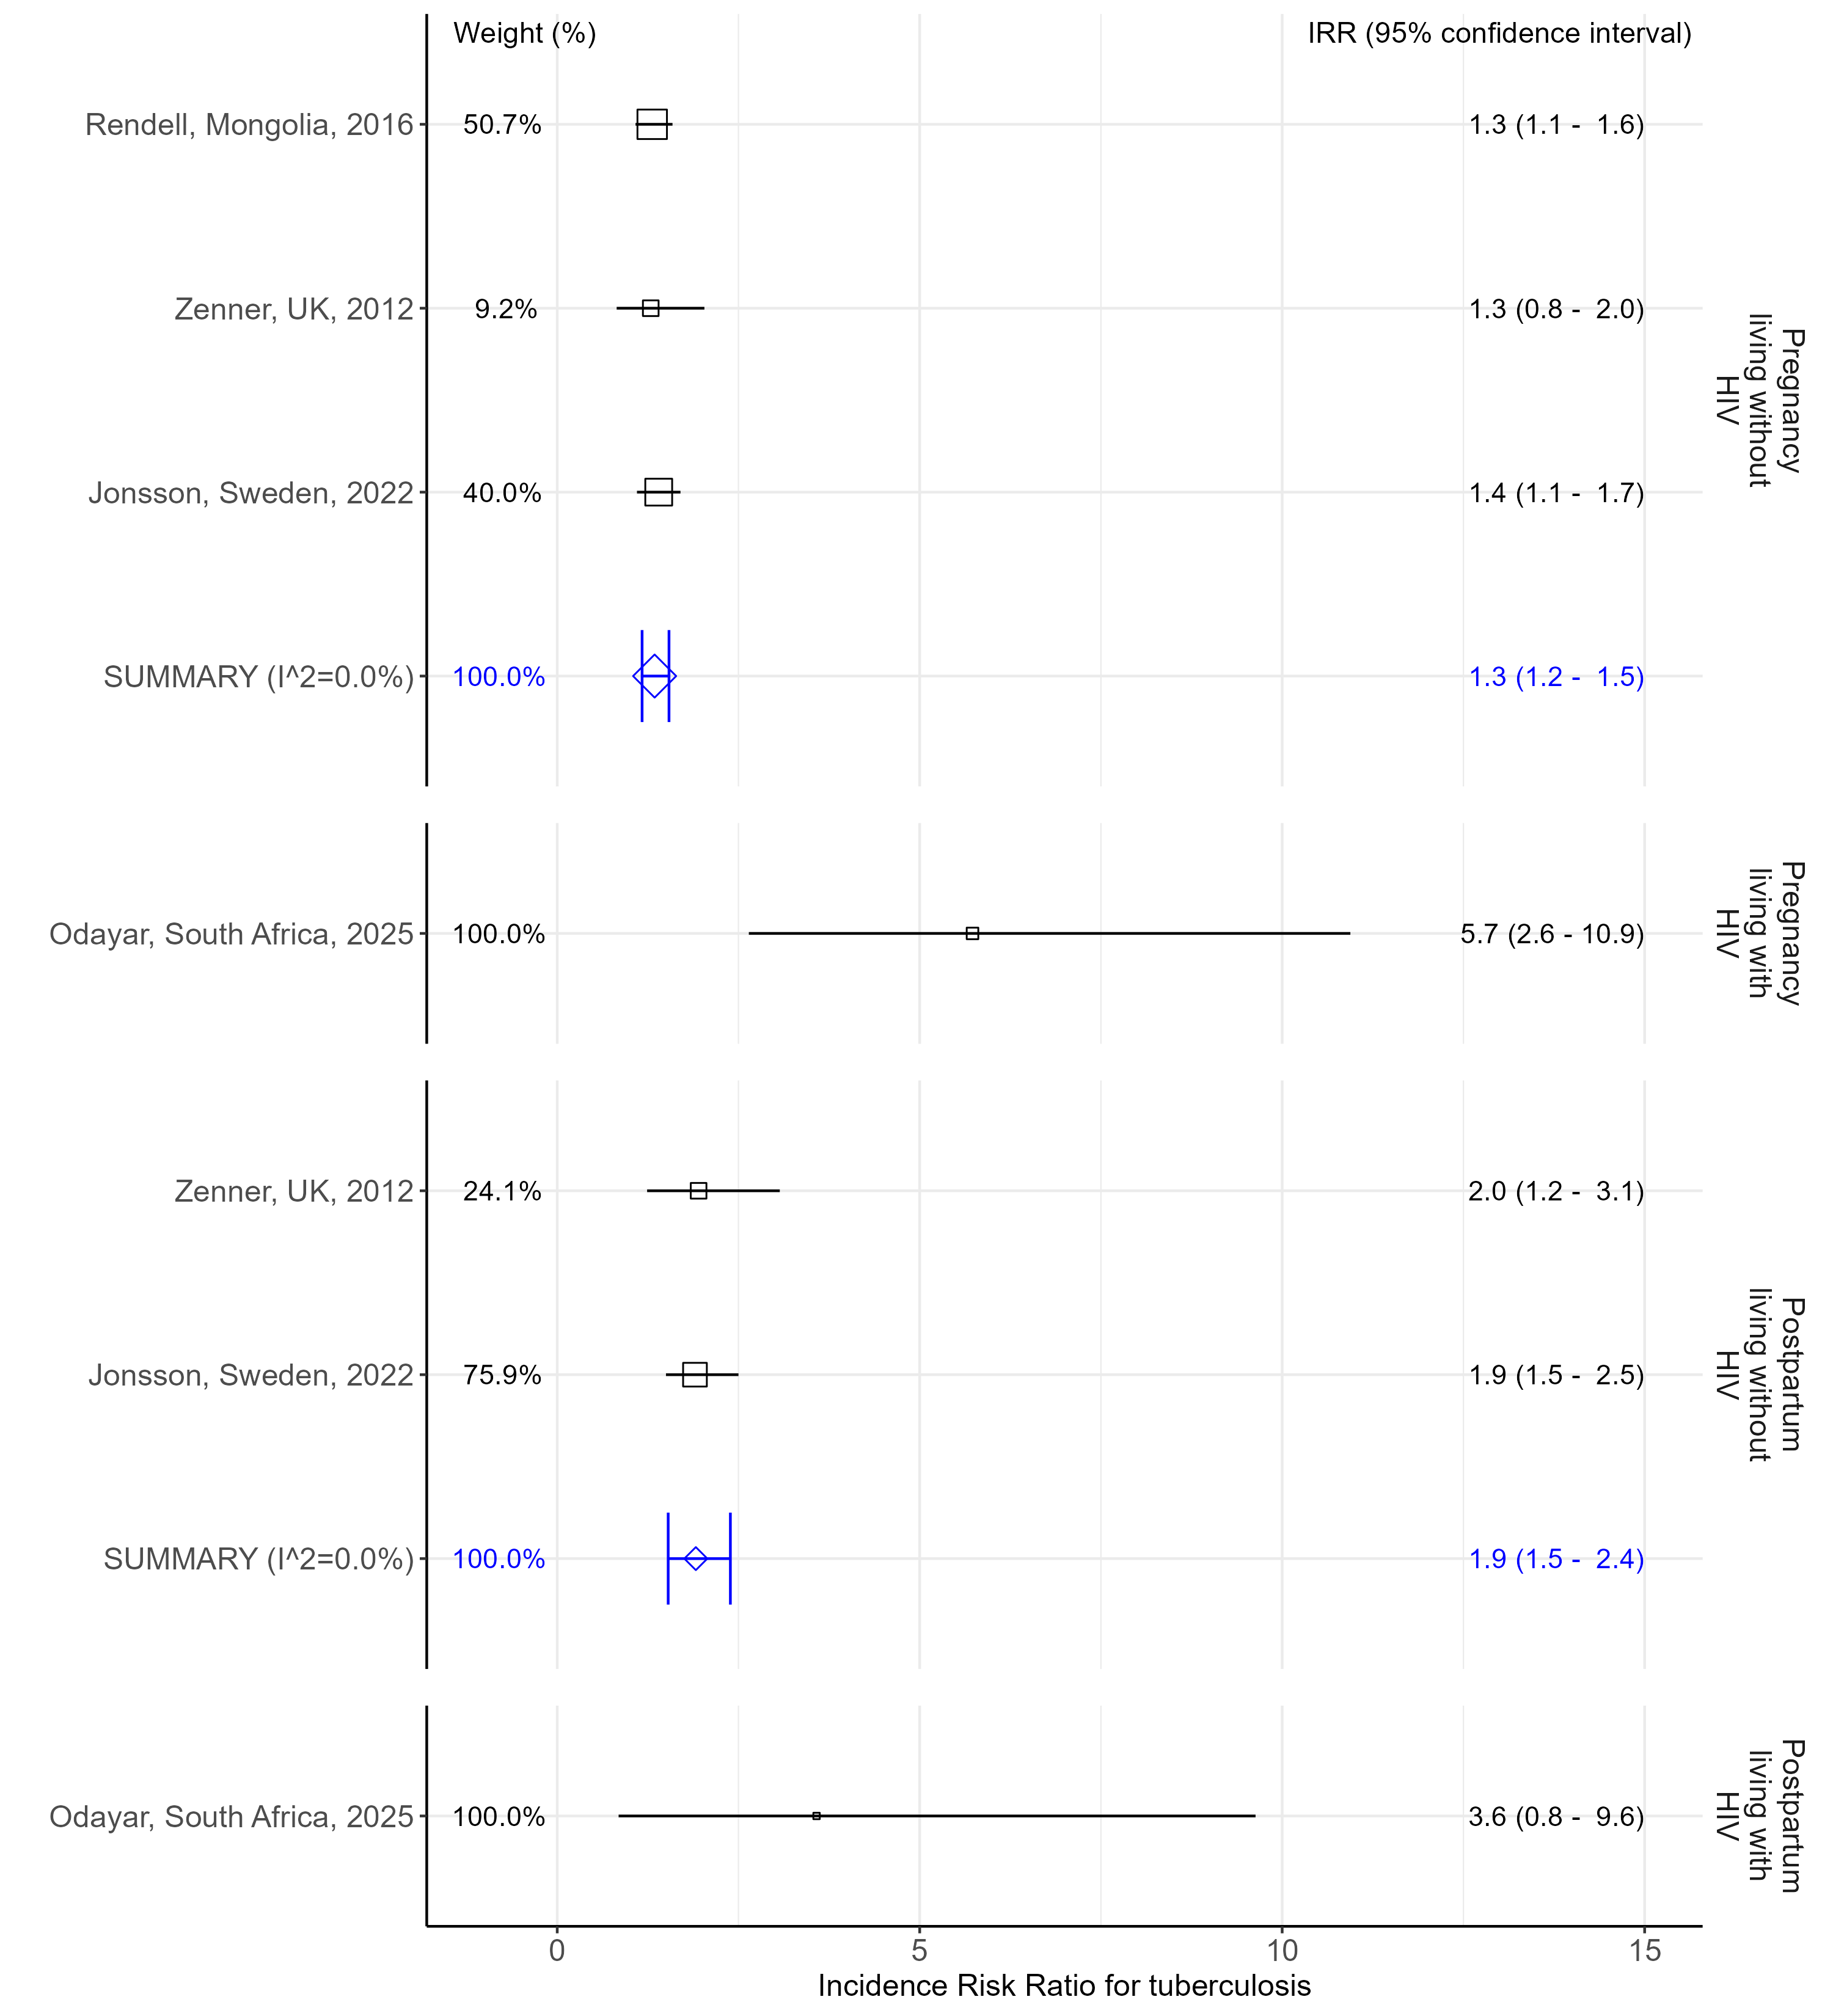 Weight (%) IRR (95% confidence interval)
Rendell, Mongolia, 2016 50.7% 1.3 (1.1 - 1.6)
Zenner, UK, 2012 9.2% 1.3 (0.8 - 2.0)
Jonsson, Sweden, 2022 40.0% 1.4 (1.1 - 1.7)
SUMMARY (I^2=0.0%) 100.0% 1.3 (1.2 - 1.5)
Pregnancy
living without
HIV
Odayar, South Africa, 2025 100.0% 5.7 (2.6 - 10.9)
Pregnancy
living with
HIV
Zenner, UK, 2012 24.1% 2.0 (1.2 - 3.1)
Jonsson, Sweden, 2022 75.9% 1.9 (1.5 - 2.5)
SUMMARY (I^2=0.0%) 100.0% 1.9 (1.5 - 2.4)
Postpartum
living without
HIV
Odayar, South Africa, 2025 100.0% 3.6 (0.8 - 9.6)
Postpartum
living with
HIV
0 5 10 15
Incidence Risk Ratio for tuberculosis